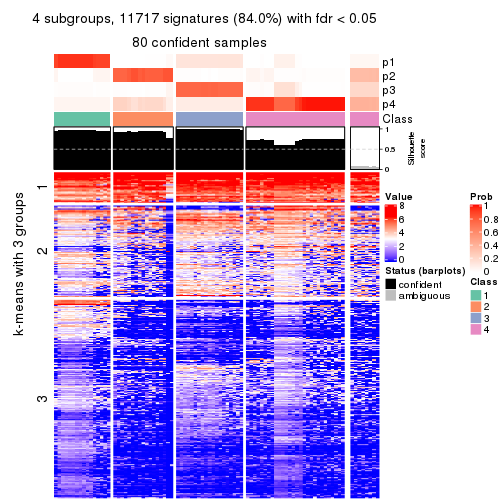 4 subgroups, 11717 signatures (84.0%) with fdr < 0.05
80 confident samples
p1
p2
p3
p4
Class
1
0.5
0
Silhouette
score
k-means with 3 groups
1
2
3
Value
8
6
4
2
0
Status (barplots)
confident
ambiguous
Prob
1
0.8
0.6
0.4
0.2
0
Class
1
2
3
4